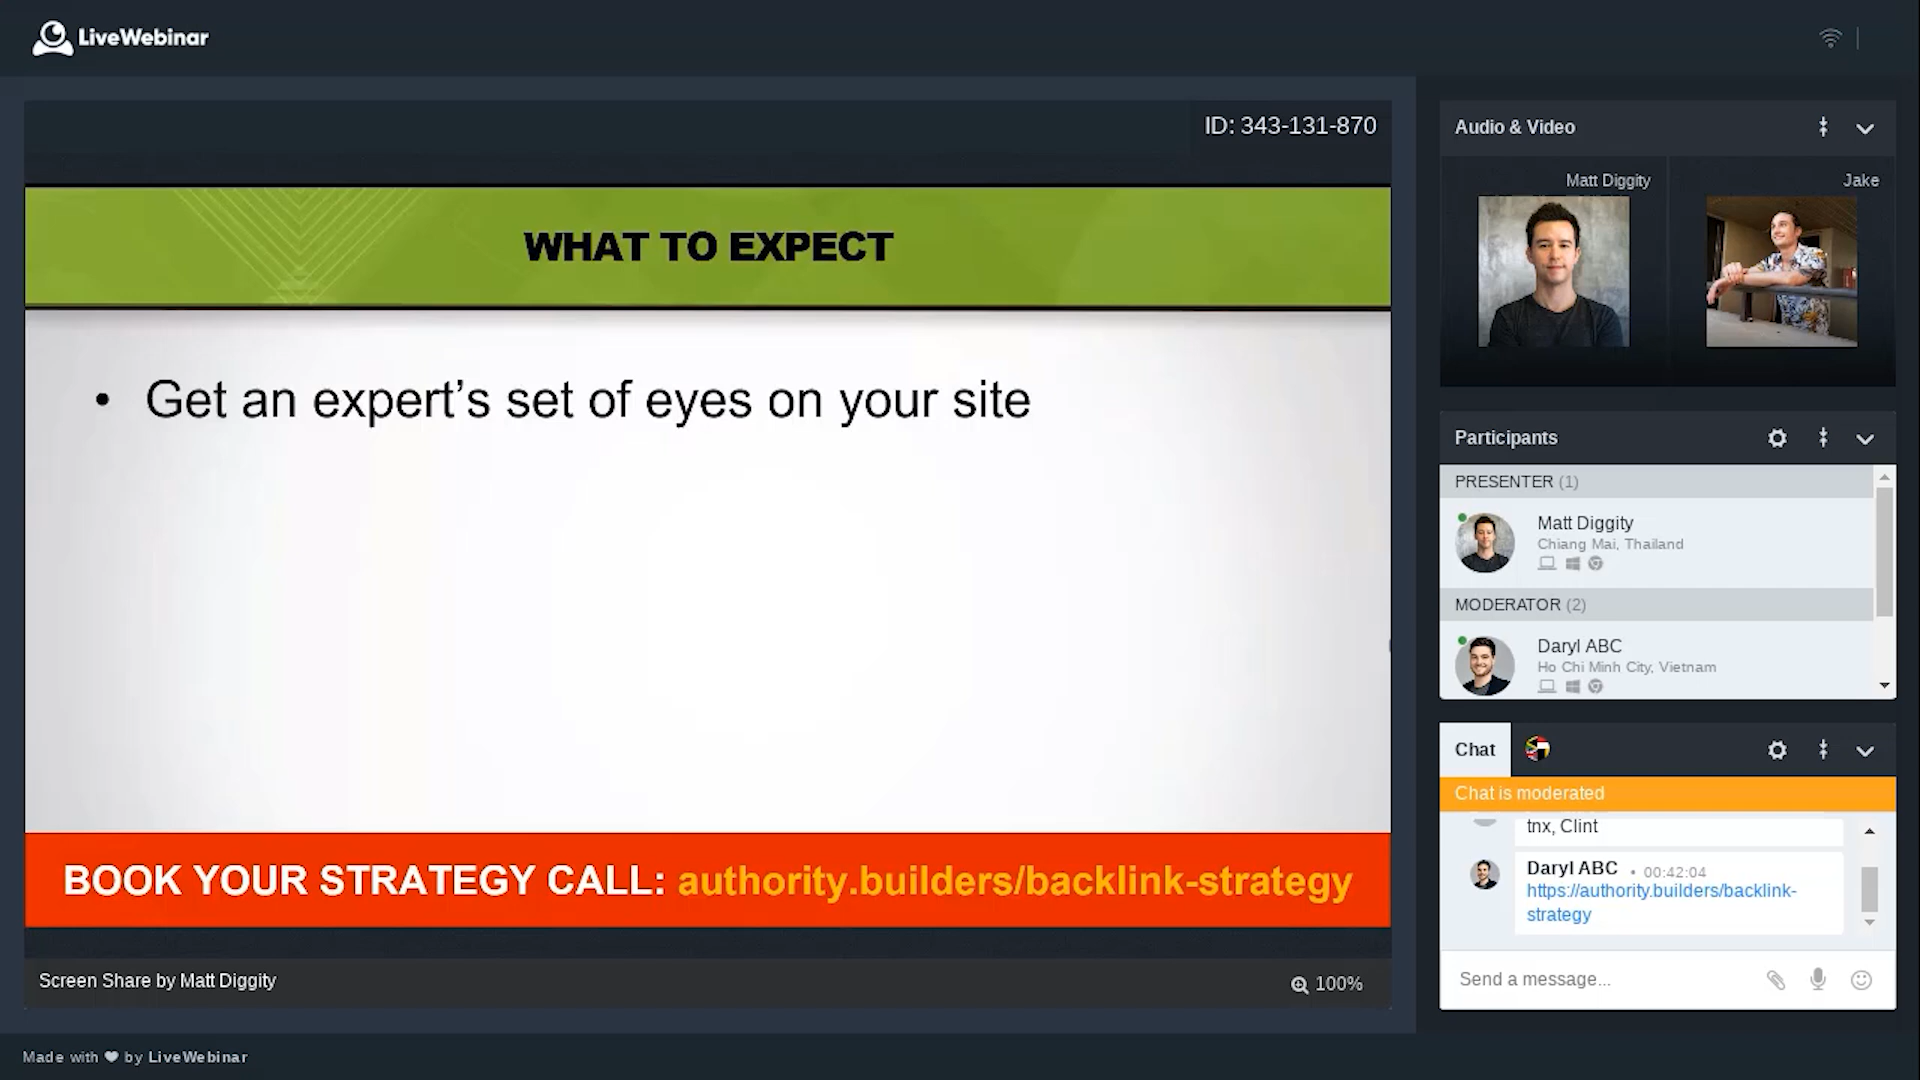 LiveWebinar
ID: 343-131-870
WHAT TO EXPECT
• Get an expert’s set of eyes on your site
BOOK YOUR STRATEGY CALL: authority.builders/backlink-strategy
Screen Share by Matt Diggity
100%
Audio & Video
Matt Diggity
Jake
Participants
PRESENTER (1)
Matt Diggity
Chiang Mai, Thailand
MODERATOR (2)
Daryl ABC
Ho Chi Minh City, Vietnam
Chat
Chat is moderated
tnx, Clint
Daryl ABC • 00:42:04
https://authority.builders/backlink-
strategy
Send a message...
Made with ❤ by LiveWebinar